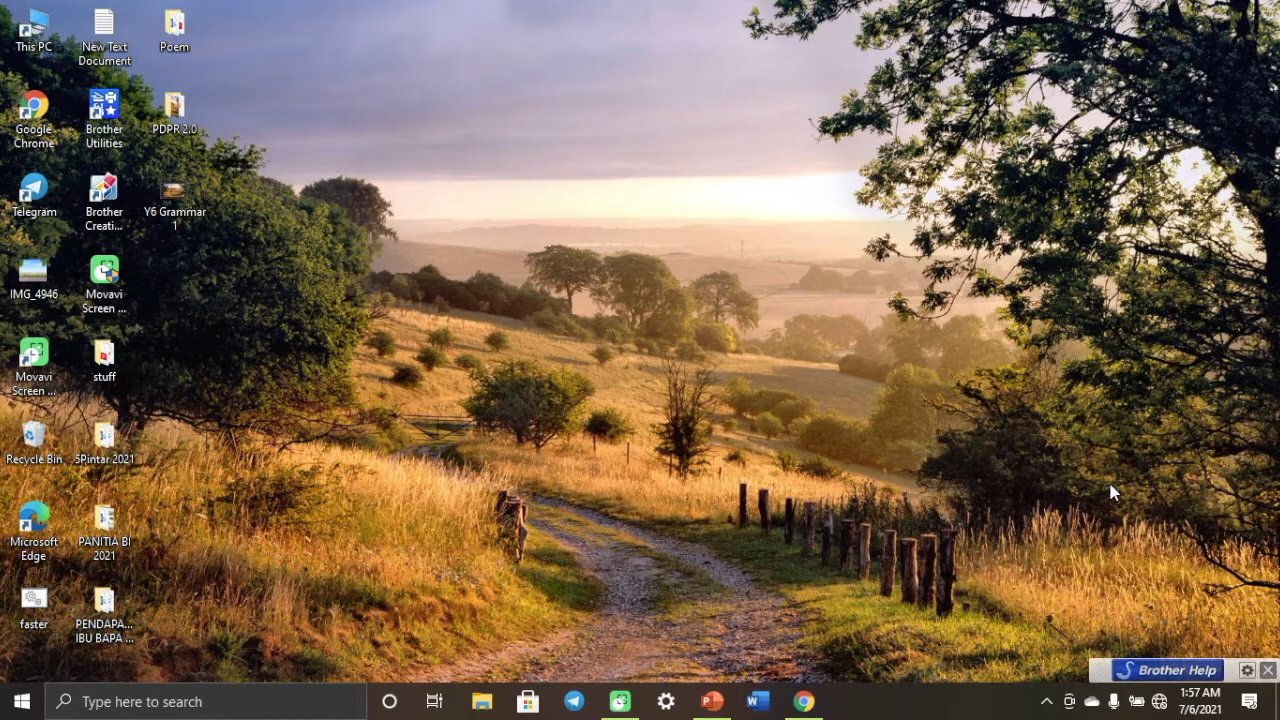 This PC
New Text
Document
Poem
Google
Chrome
Brother
Utilities
PDPR 2.0
Telegram
Brother
Creati...
Y6 Grammar
1
IMG_4946
Movavi
Screen ...
Movavi
Screen ...
stuff
Recycle Bin
5Pintar 2021
Microsoft
Edge
PANITIA BI
2021
faster
PENDAPA...
IBU BAPA ...
Brother Help
Type here to search
1:57 AM
7/6/2021